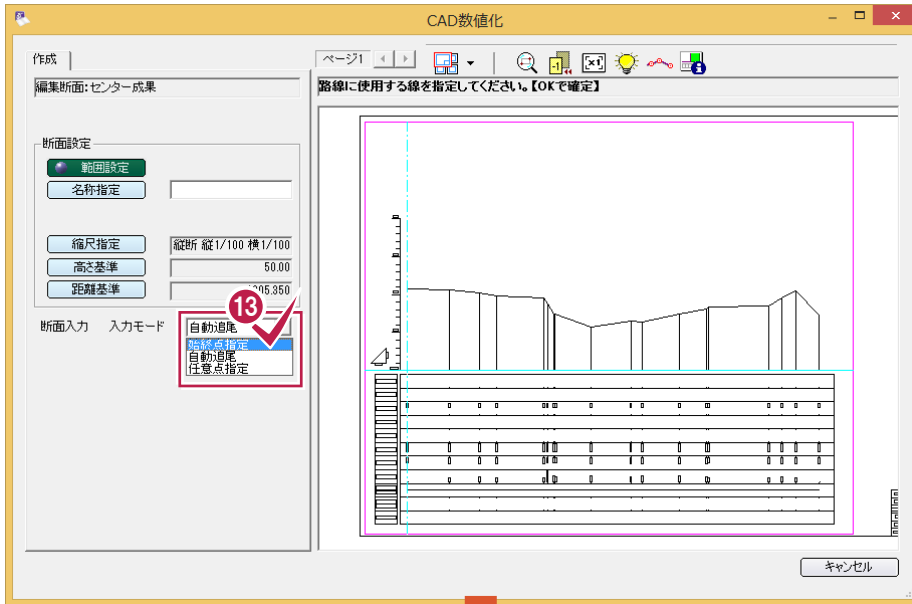 CAD数値化
作成
ページ1
編集断面:センター成果
路線に使用する線を指定してください。【OKで確定】
断面設定
範囲設定
名称指定
縮尺指定
縦断 縦1/100 横1/100
高さ基準
50.00
距離基準
05.350
13
断面入力 入力モード
自動追尾
始終点指定
自動追尾
任意点指定
キャンセル